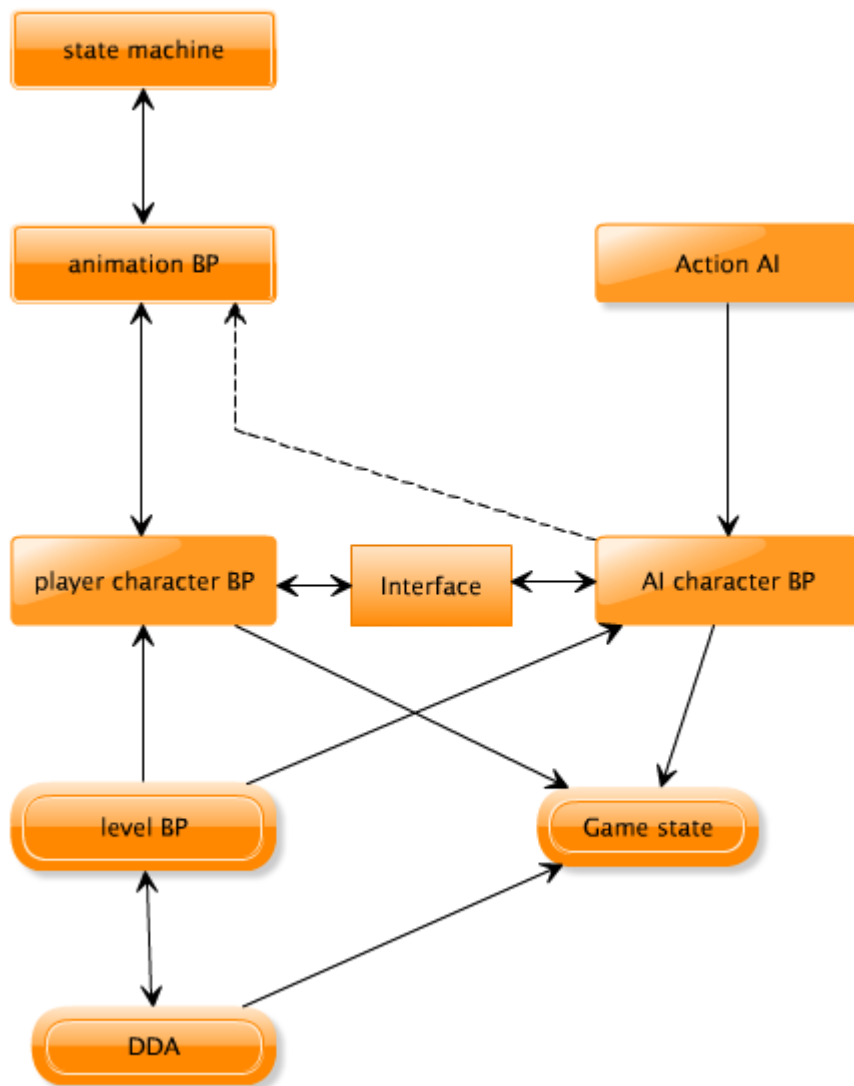 state machine
animation BP
Action AI
player character BP
Interface
AI character BP
level BP
Game state
DDA